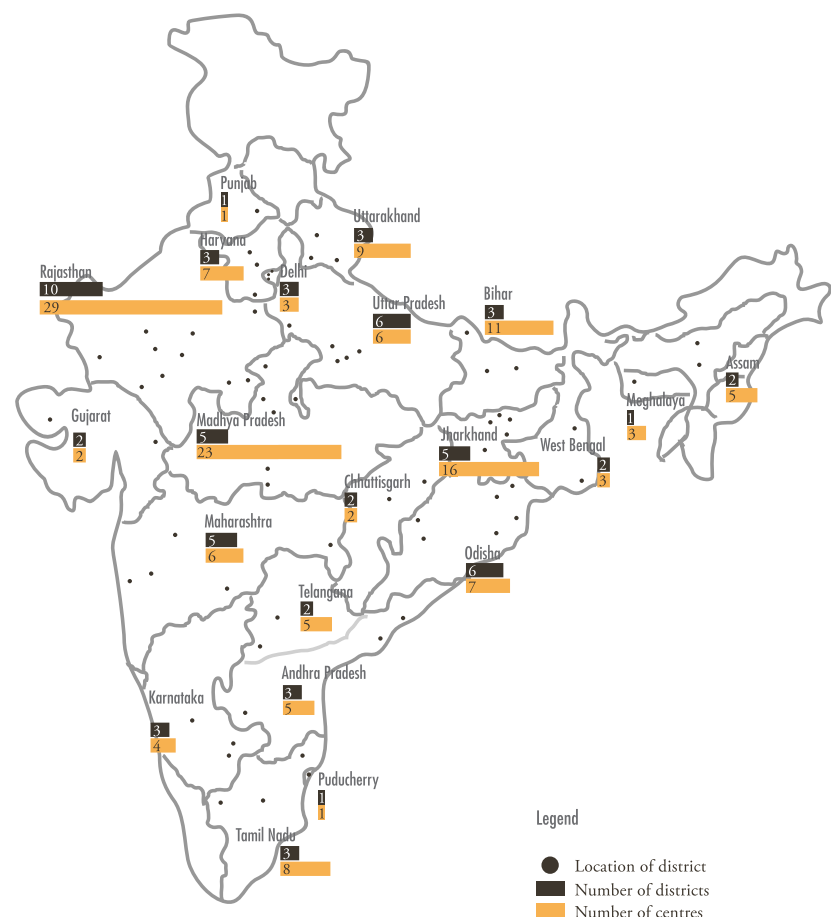 Punjab
1
1
Uttarakhand
3
9
Haryana
3
7
Delhi
3
3
Rajasthan
10
29
Uttar Pradesh
6
6
Bihar
3
11
Assam
2
5
Meghalaya
1
3
Gujarat
2
2
Madhya Pradesh
5
23
Jharkhand
5
16
West Bengal
2
3
Chhattisgarh
2
2
Maharashtra
5
6
Odisha
6
7
Telangana
2
5
Andhra Pradesh
3
5
Karnataka
3
4
Puducherry
1
1
Tamil Nadu
3
8
Legend
Location of district
Number of districts
Number of centres